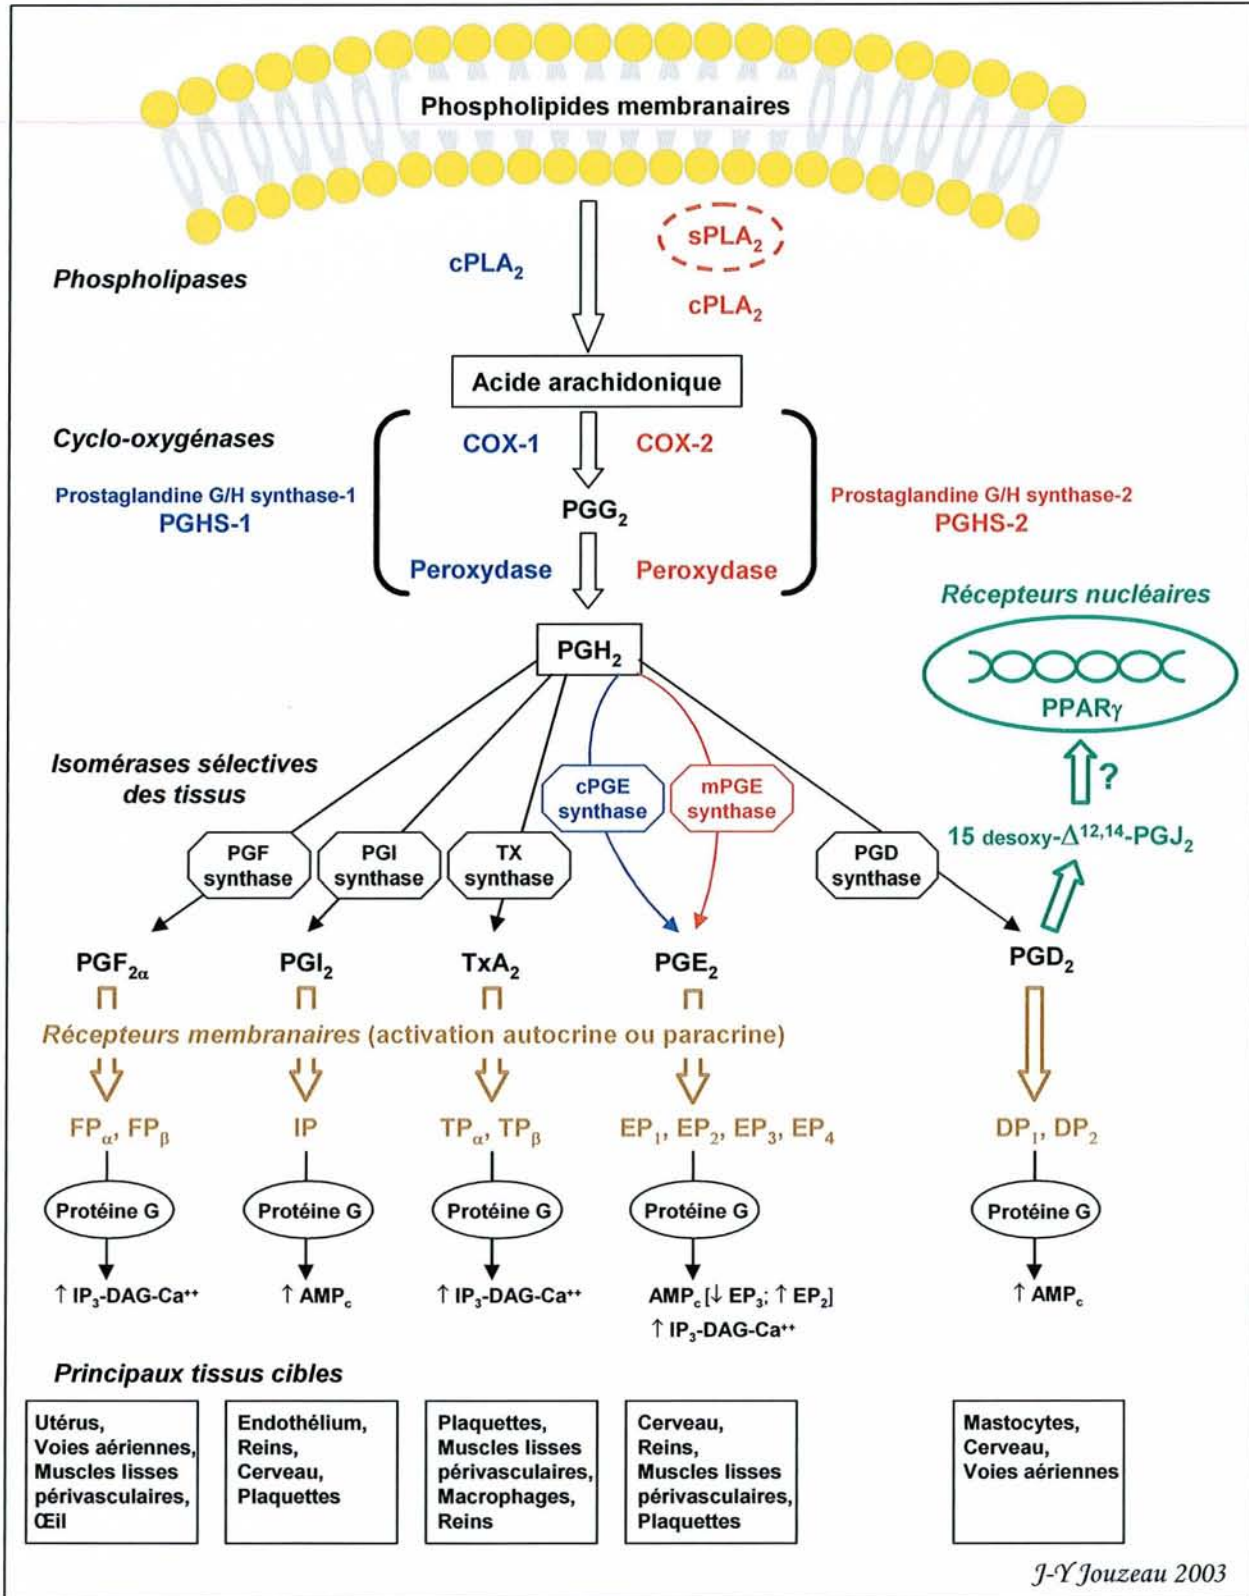 Phospholipides membranaires
sPLA₂
cPLA₂
cPLA₂
Phospholipases
Acide arachidonique
Cyclo-oxygénases
COX-1
COX-2
Prostaglandine G/H synthase-1
PGHS-1
PGG₂
Prostaglandine G/H synthase-2
PGHS-2
Peroxydase
Peroxydase
Récepteurs nucléaires
PGH₂
PPARγ
Isomérases sélectives
des tissus
cPGE
synthase
mPGE
synthase
?
15 desoxy-Δ¹²,¹⁴-PGJ₂
PGF
synthase
PGI
synthase
TX
synthase
PGD
synthase
PGF₂α
PGI₂
TxA₂
PGE₂
PGD₂
Récepteurs membranaires (activation autocrine ou paracrine)
FPα, FPβ
IP
TPα, TPβ
EP₁, EP₂, EP₃, EP₄
DP₁, DP₂
Protéine G
Protéine G
Protéine G
Protéine G
Protéine G
↑ IP₃-DAG-Ca⁺⁺
↑ AMPc
↑ IP₃-DAG-Ca⁺⁺
AMPc [↓ EP₃; ↑ EP₂]
↑ IP₃-DAG-Ca⁺⁺
↑ AMPc
Principaux tissus cibles
Utérus,
Voies aériennes,
Muscles lisses
périvasculaires,
Œil
Endothélium,
Reins,
Cerveau,
Plaquettes
Plaquettes,
Muscles lisses
périvasculaires,
Macrophages,
Reins
Cerveau,
Reins,
Muscles lisses
périvasculaires,
Plaquettes
Mastocytes,
Cerveau,
Voies aériennes
J-Y Jouzeau 2003